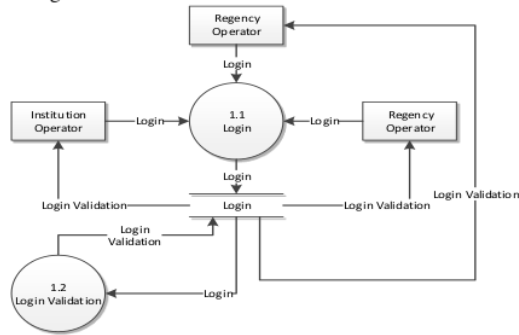 Regency
Operator
Login
Institution
Operator
Login
1.1
Login
Login
Regency
Operator
Login
Login Validation
Login
Login Validation
Login Validation
Login
Validation
1.2
Login Validation
Login